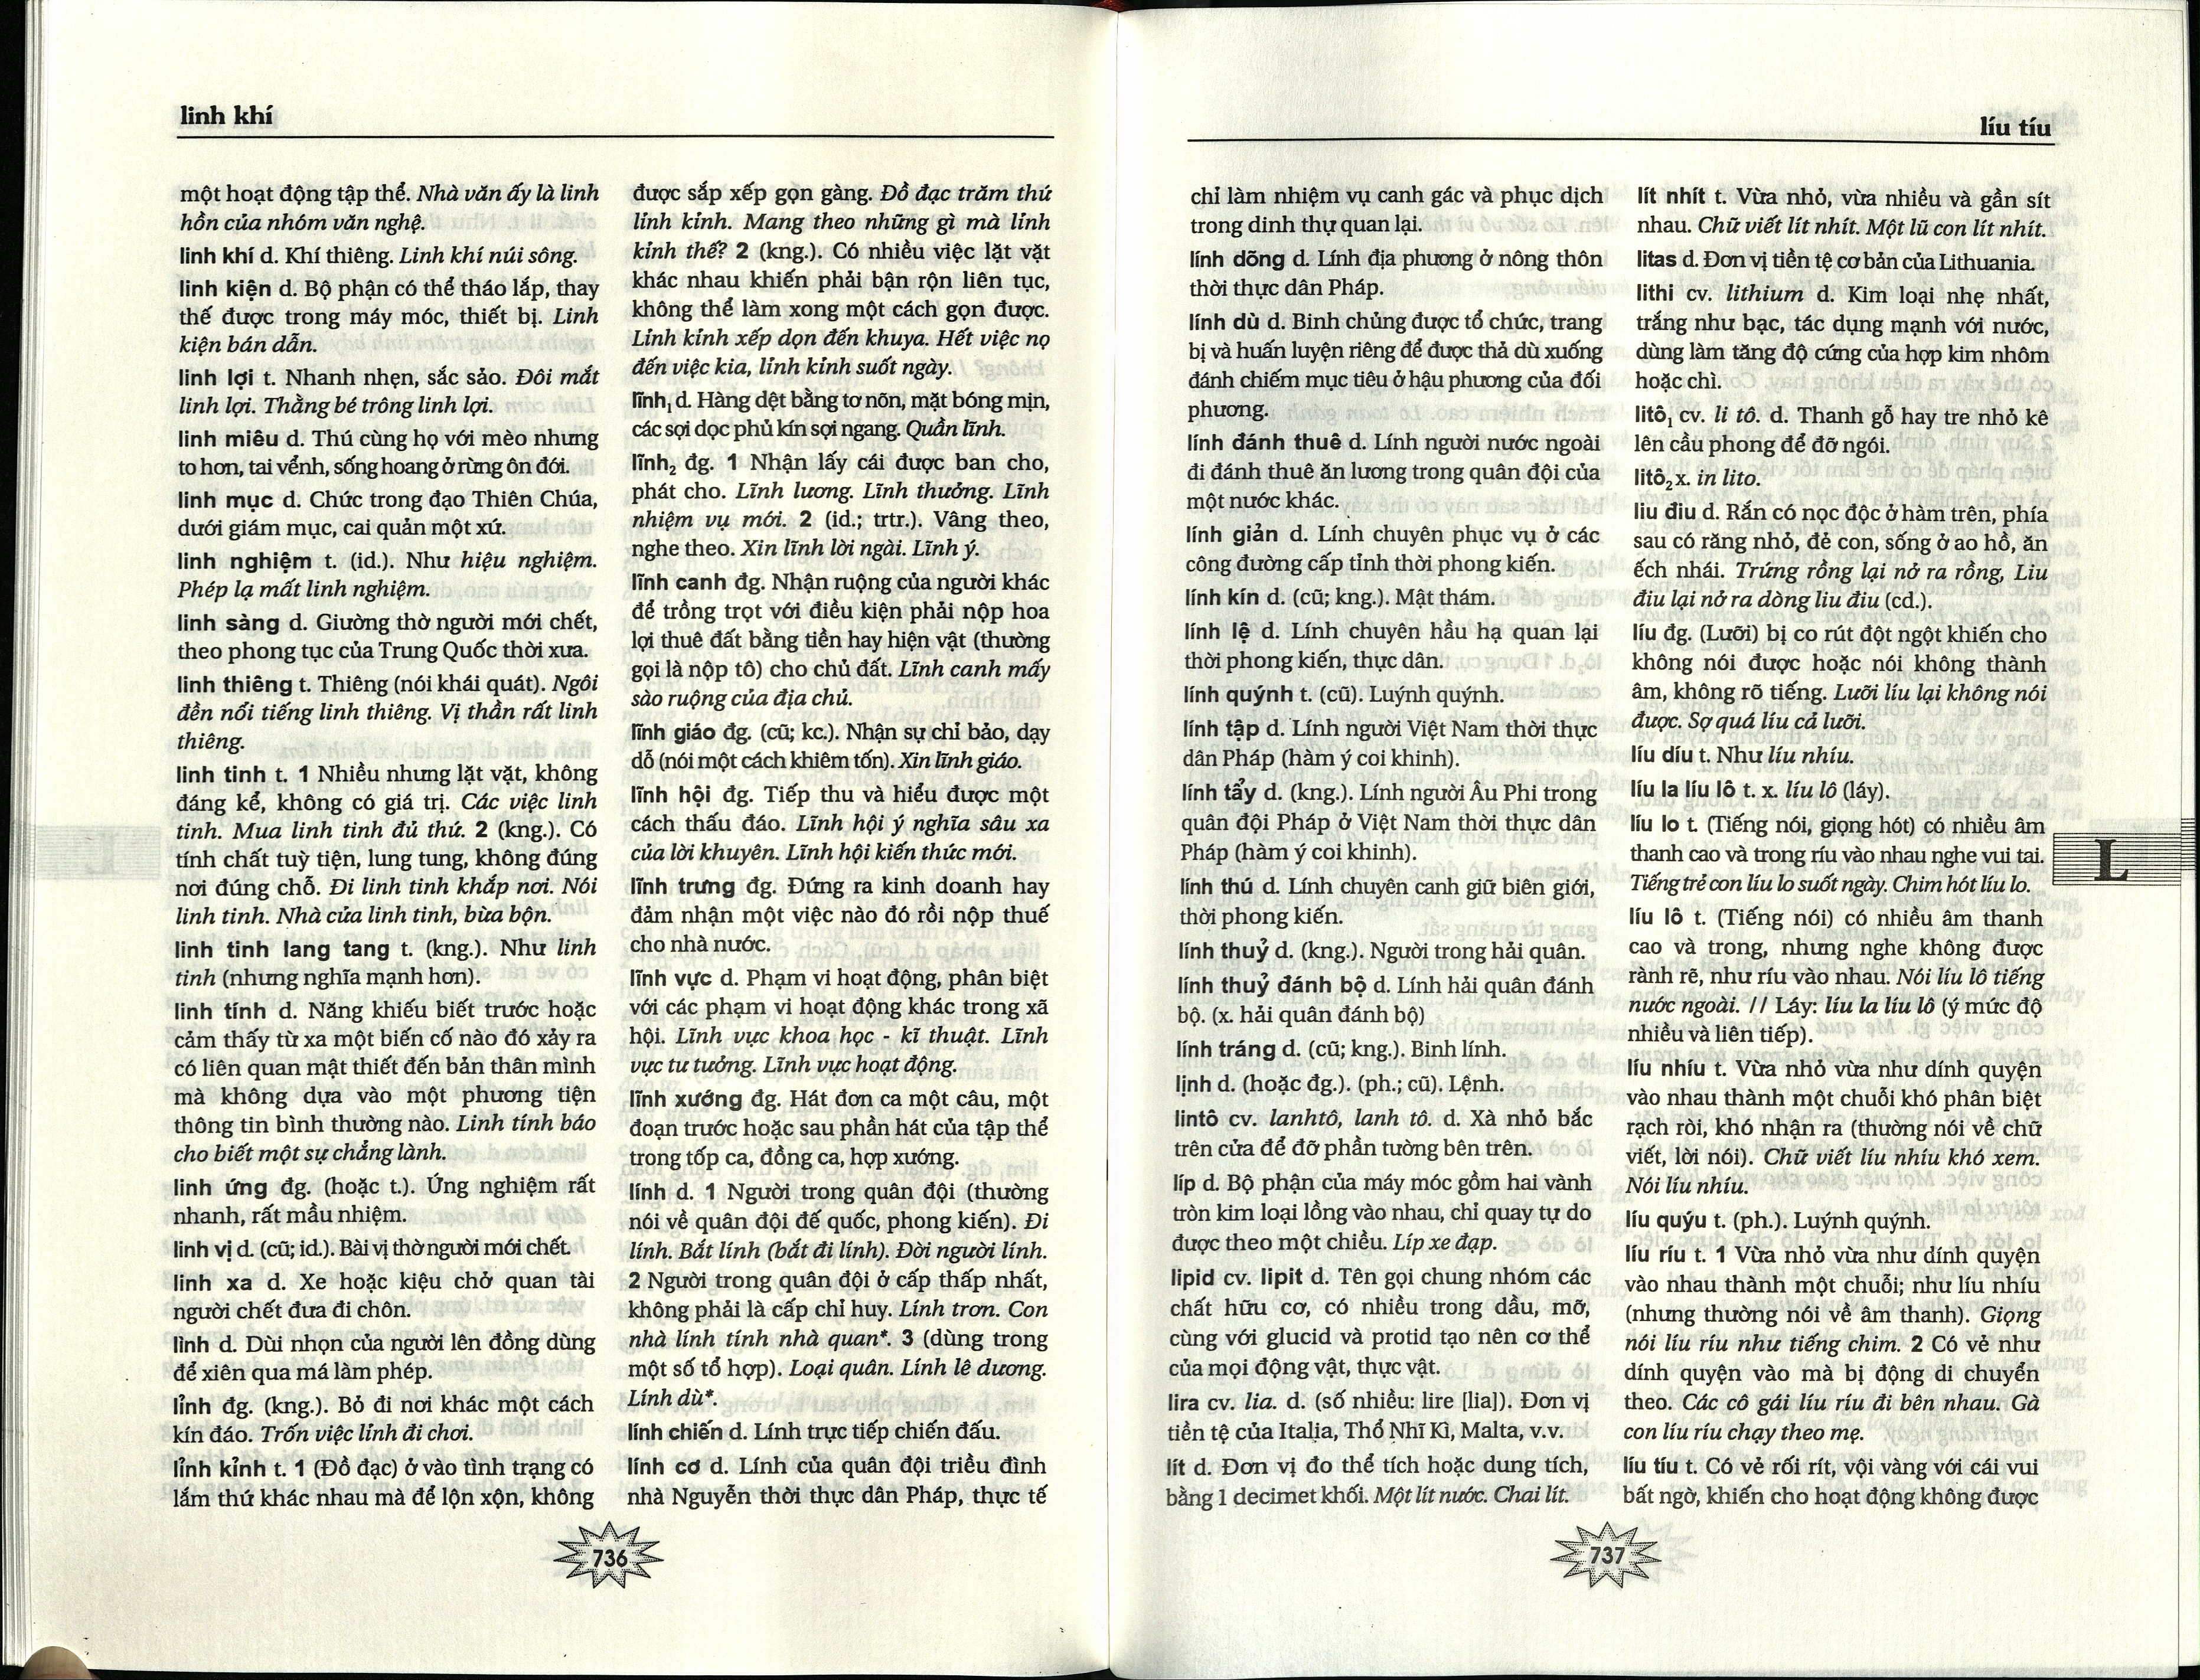 linh khí
một hoạt động tập thể. Nhà văn ấy là linh
hồn của nhóm văn nghệ.
linh khí d. Khí thiêng. Linh khí núi sông.
linh kiện d. Bộ phận có thể tháo lắp, thay
thế được trong máy móc, thiết bị. Linh
kiện bán dẫn.
linh lợi t. Nhanh nhẹn, sắc sảo. Đôi mắt
linh lợi. Thằng bé trông linh lợi.
linh miêu d. Thú cùng họ với mèo nhưng
to hơn, tai vểnh, sống hoang ở rừng ôn đới.
linh mục d. Chức trong đạo Thiên Chúa,
dưới giám mục, cai quản một xứ.
linh nghiệm t. (id.). Như hiệu nghiệm.
Phép lạ mất linh nghiệm.
linh sàng d. Giường thờ người mới chết,
theo phong tục của Trung Quốc thời xưa.
linh thiêng t. Thiêng (nói khái quát). Ngôi
đền nổi tiếng linh thiêng. Vị thần rất linh
thiêng.
linh tinh t. 1 Nhiều nhưng lặt vặt, không
đáng kể, không có giá trị. Các việc linh
tinh. Mua linh tinh đủ thứ. 2 (kng.). Có
tính chất tuỳ tiện, lung tung, không đúng
nơi đúng chỗ. Đi linh tinh khắp nơi. Nói
linh tinh. Nhà cửa linh tinh, bừa bộn.
linh tinh lang tang t. (kng.). Như linh
tinh (nhưng nghĩa mạnh hơn).
linh tính d. Năng khiếu biết trước hoặc
cảm thấy từ xa một biến cố nào đó xảy ra
có liên quan mật thiết đến bản thân mình
mà không dựa vào một phương tiện
thông tin bình thường nào. Linh tính báo
cho biết một sự chẳng lành.
linh ứng đg. (hoặc t.). Ứng nghiệm rất
nhanh, rất mầu nhiệm.
linh vị d. (cũ; id.). Bài vị thờ người mới chết.
linh xa d. Xe hoặc kiệu chở quan tài
người chết đưa đi chôn.
lình d. Dùi nhọn của người lên đồng dùng
để xiên qua má làm phép.
lỉnh đg. (kng.). Bỏ đi nơi khác một cách
kín đáo. Trốn việc lỉnh đi chơi.
lỉnh kỉnh t. 1 (Đồ đạc) ở vào tình trạng có
lắm thứ khác nhau mà để lộn xộn, không
được sắp xếp gọn gàng. Đồ đạc trăm thứ
lỉnh kỉnh. Mang theo những gì mà lỉnh
kỉnh thế? 2 (kng.). Có nhiều việc lặt vặt
khác nhau khiến phải bận rộn liên tục,
không thể làm xong một cách gọn được.
Lỉnh kỉnh xếp dọn đến khuya. Hết việc nọ
đến việc kia, lỉnh kỉnh suốt ngày.
lĩnh₁ d. Hàng dệt bằng tơ nõn, mặt bóng mịn,
các sợi dọc phủ kín sợi ngang. Quần lĩnh.
lĩnh₂ đg. 1 Nhận lấy cái được ban cho,
phát cho. Lĩnh lương. Lĩnh thưởng. Lĩnh
nhiệm vụ mới. 2 (id.; trtr.). Vâng theo,
nghe theo. Xin lĩnh lời ngài. Lĩnh ý.
lĩnh canh đg. Nhận ruộng của người khác
để trồng trọt với điều kiện phải nộp hoa
lợi thuê đất bằng tiền hay hiện vật (thường
gọi là nộp tô) cho chủ đất. Lĩnh canh mấy
sào ruộng của địa chủ.
lĩnh giáo đg. (cũ; kc.). Nhận sự chỉ bảo, dạy
dỗ (nói một cách khiêm tốn). Xin lĩnh giáo.
lĩnh hội đg. Tiếp thu và hiểu được một
cách thấu đáo. Lĩnh hội ý nghĩa sâu xa
của lời khuyên. Lĩnh hội kiến thức mới.
lĩnh trưng đg. Đứng ra kinh doanh hay
đảm nhận một việc nào đó rồi nộp thuế
cho nhà nước.
lĩnh vực d. Phạm vi hoạt động, phân biệt
với các phạm vi hoạt động khác trong xã
hội. Lĩnh vực khoa học - kĩ thuật. Lĩnh
vực tư tưởng. Lĩnh vực hoạt động.
lĩnh xướng đg. Hát đơn ca một câu, một
đoạn trước hoặc sau phần hát của tập thể
trong tốp ca, đồng ca, hợp xướng.
lính d. 1 Người trong quân đội (thường
nói về quân đội đế quốc, phong kiến). Đi
lính. Bắt lính (bắt đi lính). Đời người lính.
2 Người trong quân đội ở cấp thấp nhất,
không phải là cấp chỉ huy. Lính trơn. Con
nhà lính tính nhà quan*. 3 (dùng trong
một số tổ hợp). Loại quân. Lính lê dương.
Lính dù*.
lính chiến d. Lính trực tiếp chiến đấu.
lính cơ d. Lính của quân đội triều đình
nhà Nguyễn thời thực dân Pháp, thực tế
736
líu tíu
chỉ làm nhiệm vụ canh gác và phục dịch
trong dinh thự quan lại.
lính dõng d. Lính địa phương ở nông thôn
thời thực dân Pháp.
lính dù d. Binh chủng được tổ chức, trang
bị và huấn luyện riêng để được thả dù xuống
đánh chiếm mục tiêu ở hậu phương của đối
phương.
lính đánh thuê d. Lính người nước ngoài
đi đánh thuê ăn lương trong quân đội của
một nước khác.
lính giản d. Lính chuyên phục vụ ở các
công đường cấp tỉnh thời phong kiến.
lính kín d. (cũ; kng.). Mật thám.
lính lệ d. Lính chuyên hầu hạ quan lại
thời phong kiến, thực dân.
lính quýnh t. (cũ). Luýnh quýnh.
lính tập d. Lính người Việt Nam thời thực
dân Pháp (hàm ý coi khinh).
lính tẩy d. (kng.). Lính người Âu Phi trong
quân đội Pháp ở Việt Nam thời thực dân
Pháp (hàm ý coi khinh).
lính thú d. Lính chuyên canh giữ biên giới,
thời phong kiến.
lính thuỷ d. (kng.). Người trong hải quân.
lính thuỷ đánh bộ d. Lính hải quân đánh
bộ. (x. hải quân đánh bộ)
lính tráng d. (cũ; kng.). Binh lính.
lịnh d. (hoặc đg.). (ph.; cũ). Lệnh.
lintô cv. lanhtô, lanh tô. d. Xà nhỏ bắc
trên cửa để đỡ phần tường bên trên.
líp d. Bộ phận của máy móc gồm hai vành
tròn kim loại lồng vào nhau, chỉ quay tự do
được theo một chiều. Líp xe đạp.
lipid cv. lipit d. Tên gọi chung nhóm các
chất hữu cơ, có nhiều trong dầu, mỡ,
cùng với glucid và protid tạo nên cơ thể
của mọi động vật, thực vật.
lira cv. lia. d. (số nhiều: lire [lia]). Đơn vị
tiền tệ của Italia, Thổ Nhĩ Kì, Malta, v.v.
lít d. Đơn vị đo thể tích hoặc dung tích,
bằng 1 decimet khối. Một lít nước. Chai lít.
lít nhít t. Vừa nhỏ, vừa nhiều và gần sít
nhau. Chữ viết lít nhít. Một lũ con lít nhít.
litas d. Đơn vị tiền tệ cơ bản của Lithuania.
lithi cv. lithium d. Kim loại nhẹ nhất,
trắng như bạc, tác dụng mạnh với nước,
dùng làm tăng độ cứng của hợp kim nhôm
hoặc chì.
litô₁ cv. li tô. d. Thanh gỗ hay tre nhỏ kê
lên cầu phong để đỡ ngói.
litô₂ x. in lito.
liu điu d. Rắn có nọc độc ở hàm trên, phía
sau có răng nhỏ, đẻ con, sống ở ao hồ, ăn
ếch nhái. Trứng rồng lại nở ra rồng, Liu
điu lại nở ra dòng liu điu (cd.).
líu đg. (Lưỡi) bị co rút đột ngột khiến cho
không nói được hoặc nói không thành
âm, không rõ tiếng. Lưỡi líu lại không nói
được. Sợ quá líu cả lưỡi.
líu díu t. Như líu nhíu.
líu la líu lô t. x. líu lô (láy).
líu lo t. (Tiếng nói, giọng hót) có nhiều âm
thanh cao và trong ríu vào nhau nghe vui tai.
Tiếng trẻ con líu lo suốt ngày. Chim hót líu lo.
líu lô t. (Tiếng nói) có nhiều âm thanh
cao và trong, nhưng nghe không được
rành rẽ, như ríu vào nhau. Nói líu lô tiếng
nước ngoài. // Láy: líu la líu lô (ý mức độ
nhiều và liên tiếp).
líu nhíu t. Vừa nhỏ vừa như dính quyện
vào nhau thành một chuỗi khó phân biệt
rạch ròi, khó nhận ra (thường nói về chữ
viết, lời nói). Chữ viết líu nhíu khó xem.
Nói líu nhíu.
líu quýu t. (ph.). Luýnh quýnh.
líu ríu t. 1 Vừa nhỏ vừa như dính quyện
vào nhau thành một chuỗi; như líu nhíu
(nhưng thường nói về âm thanh). Giọng
nói líu ríu như tiếng chim. 2 Có vẻ như
dính quyện vào mà bị động di chuyển
theo. Các cô gái líu ríu đi bên nhau. Gà
con líu ríu chạy theo mẹ.
líu tíu t. Có vẻ rối rít, vội vàng với cái vui
bất ngờ, khiến cho hoạt động không được
L
737